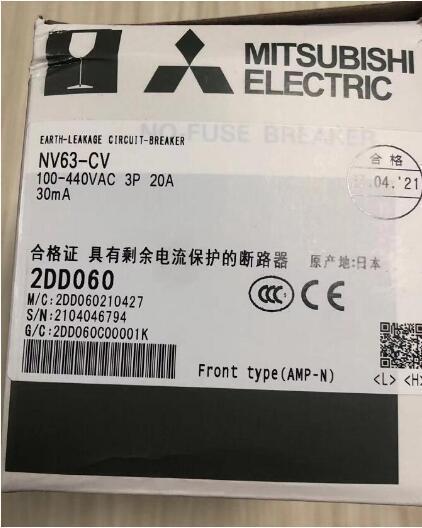 MITSUBISHI
ELECTRIC
NO-FUSE BREAKER
EARTH-LEAKAGE CIRCUIT-BREAKER
NV63-CV
100-440VAC 3P 20A
30mA
合格
.04.'21
合格证 具有剩余电流保护的断路器 原产地:日本
2DD060
M/C:2DD060210427
S/N:2104046794
G/C:2DD060C00001K
CCC CE
Front type(AMP-N)
<L> <H>